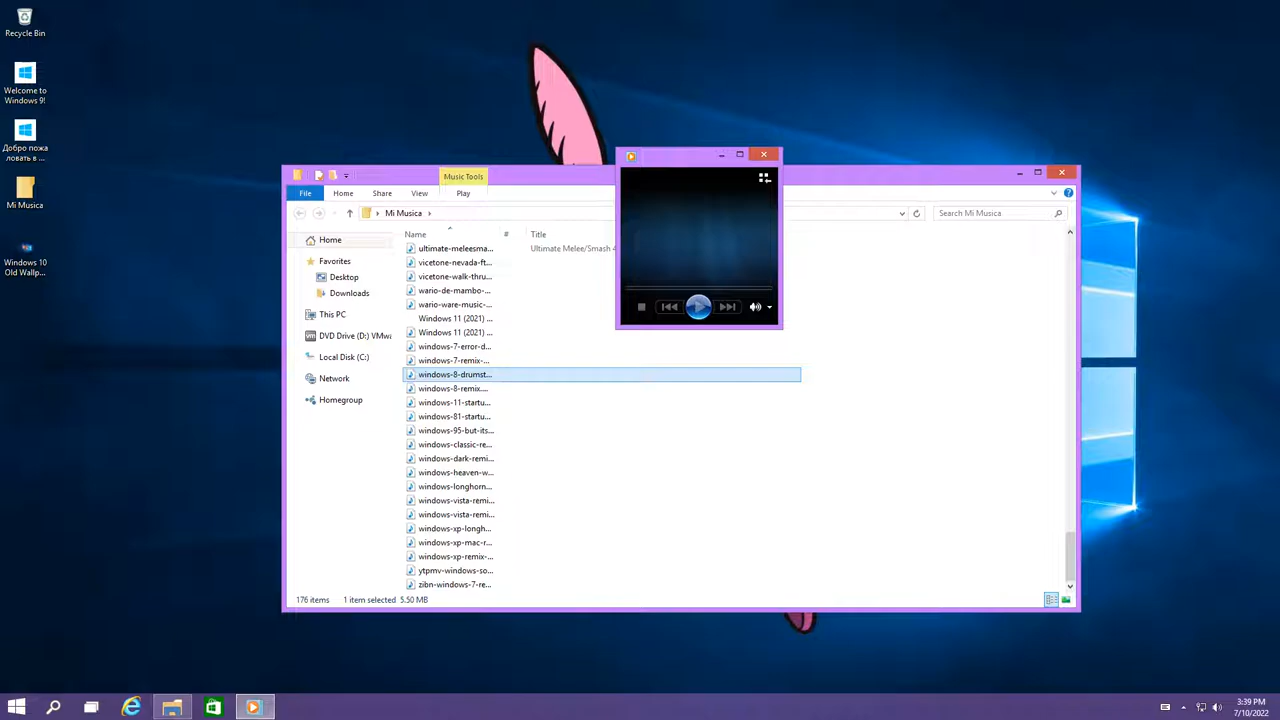 Recycle Bin
Welcome to
Windows 9!
Добро пожа
ловать в ...
Mi Musica
Windows 10
Old Wallp...
Music Tools
File
Home
Share
View
Play
Mi Musica
Search Mi Musica
Home
Favorites
Desktop
Downloads
This PC
DVD Drive (D:) VMwa
Local Disk (C:)
Network
Homegroup
Name
#
Title
ultimate-meleesma...
Ultimate Melee/Smash 4
vicetone-nevada-ft...
vicetone-walk-thru...
wario-de-mambo-...
wario-ware-music-...
Windows 11 (2021) ...
Windows 11 (2021) ...
windows-7-error-d...
windows-7-remix-...
windows-8-drumst...
windows-8-remix....
windows-11-startu...
windows-81-startu...
windows-95-but-its...
windows-classic-re...
windows-dark-remi...
windows-heaven-w...
windows-longhorn...
windows-vista-remi...
windows-vista-remi...
windows-xp-longh...
windows-xp-mac-r...
windows-xp-remix-...
ytpmv-windows-so...
zibn-windows-7-re...
176 items
1 item selected 5.50 MB
3:39 PM
7/10/2022